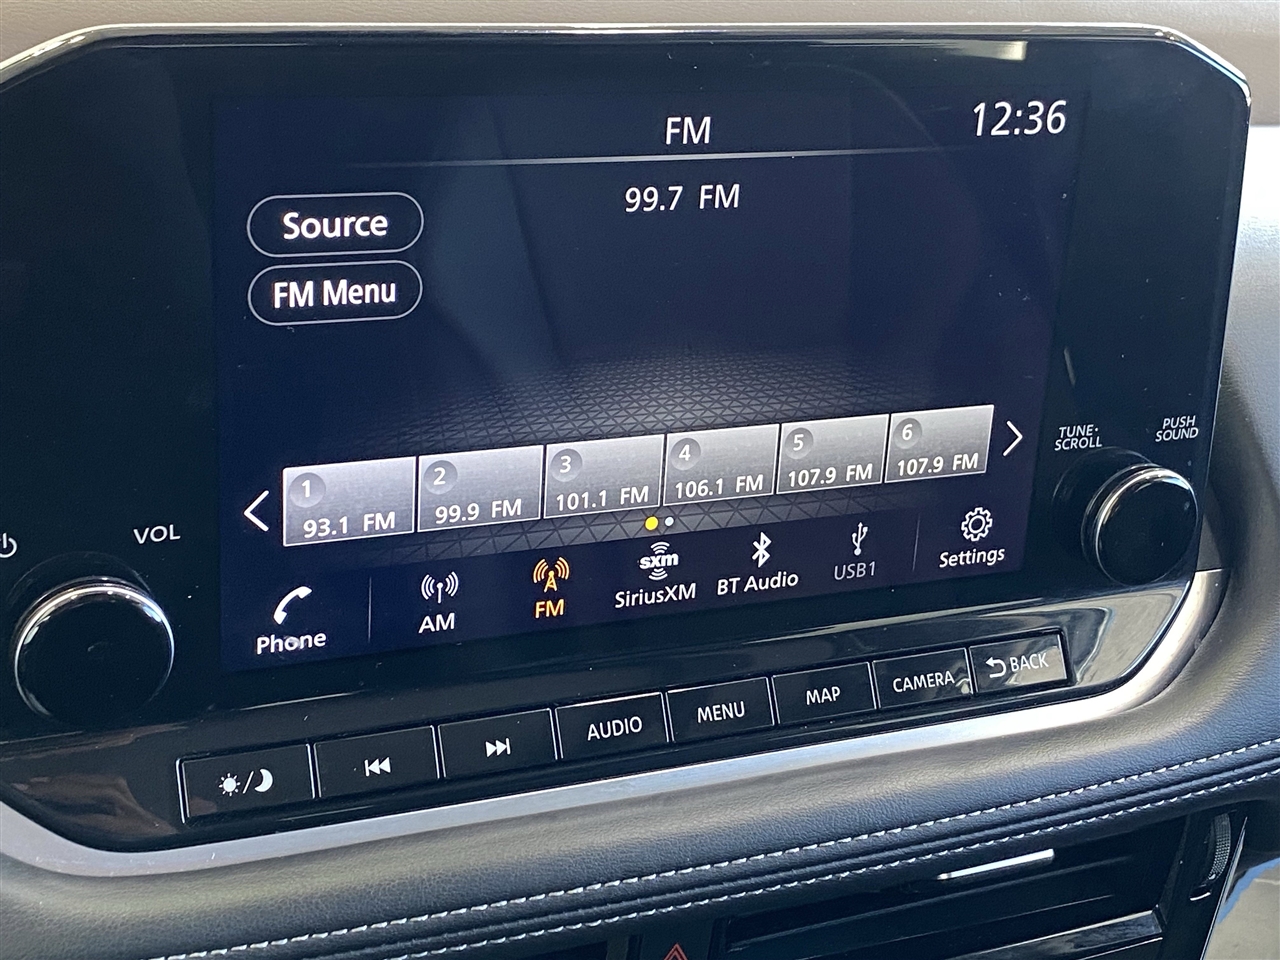 FM
12:36
99.7 FM
Source
FM Menu
1
93.1 FM
2
99.9 FM
3
101.1 FM
4
106.1 FM
5
107.9 FM
6
107.9 FM
TUNE·
SCROLL
PUSH
SOUND
VOL
Phone
AM
FM
sxm
SiriusXM
BT Audio
USB1
Settings
AUDIO
MENU
MAP
CAMERA
BACK